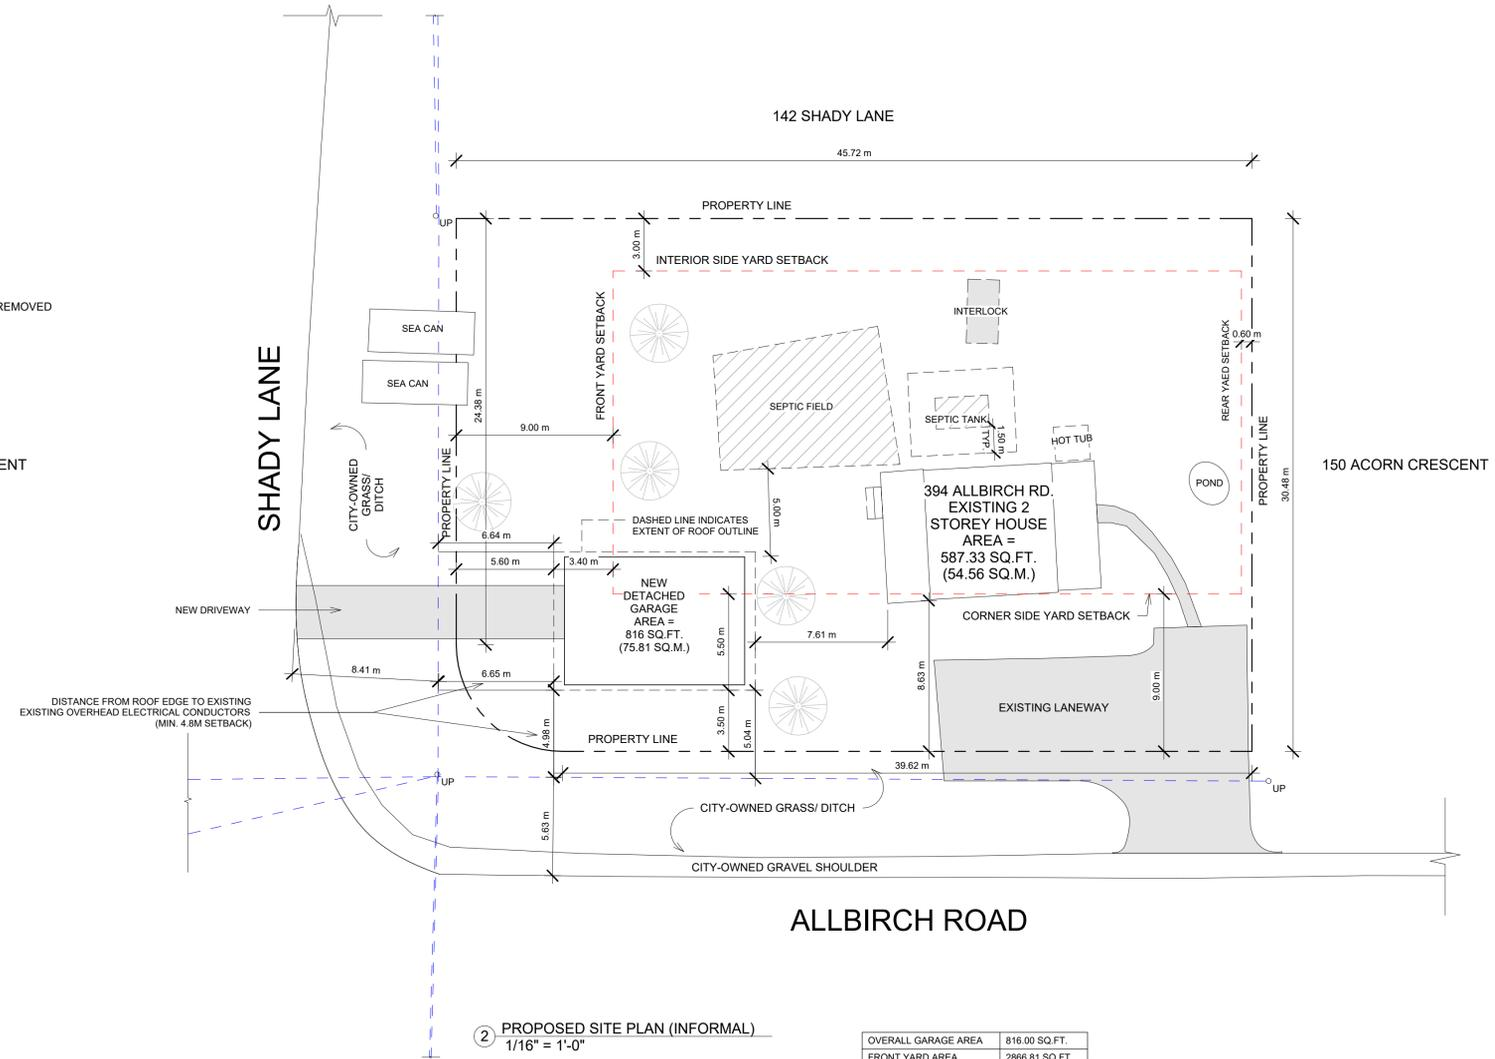 142 SHADY LANE
45.72 m
PROPERTY LINE
UP
3.00 m
INTERIOR SIDE YARD SETBACK
REMOVED
SEA CAN
SEA CAN
SHADY LANE
FRONT YARD SETBACK
INTERLOCK
REAR YAED SETBACK
0.60 m
24.38 m
9.00 m
SEPTIC FIELD
SEPTIC TANK
1.50 m
TYP.
HOT TUB
PROPERTY LINE
30.48 m
150 ACORN CRESCENT
ENT
CITY-OWNED
GRASS/
DITCH
PROPERTY LINE
POND
394 ALLBIRCH RD.
EXISTING 2
STOREY HOUSE
AREA =
587.33 SQ.FT.
(54.56 SQ.M.)
DASHED LINE INDICATES
EXTENT OF ROOF OUTLINE
5.00 m
6.64 m
5.60 m
3.40 m
NEW
DETACHED
GARAGE
AREA =
816 SQ.FT.
(75.81 SQ.M.)
NEW DRIVEWAY
CORNER SIDE YARD SETBACK
5.50 m
7.61 m
8.41 m
6.65 m
8.63 m
9.00 m
DISTANCE FROM ROOF EDGE TO EXISTING
EXISTING OVERHEAD ELECTRICAL CONDUCTORS
(MIN. 4.8M SETBACK)
EXISTING LANEWAY
4.98 m
PROPERTY LINE
3.50 m
5.04 m
39.62 m
UP
UP
CITY-OWNED GRASS/ DITCH
5.63 m
CITY-OWNED GRAVEL SHOULDER
ALLBIRCH ROAD
2 PROPOSED SITE PLAN (INFORMAL)
1/16" = 1'-0"
OVERALL GARAGE AREA 816.00 SQ.FT.
FRONT YARD AREA 2866.81 SQ.FT.